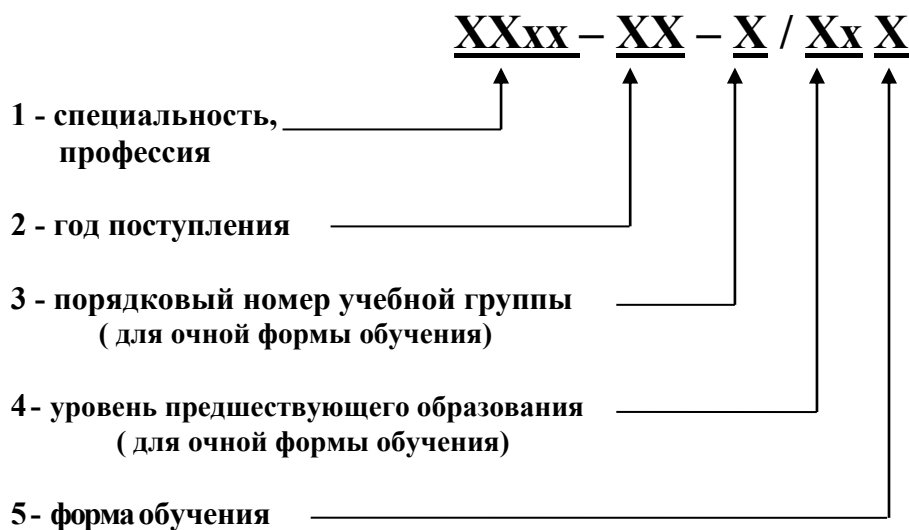 XXxx – XX – X / Xx X
1 - специальность,
профессия
2 - год поступления
3 - порядковый номер учебной группы
( для очной формы обучения)
4 - уровень предшествующего образования
( для очной формы обучения)
5 - форма обучения